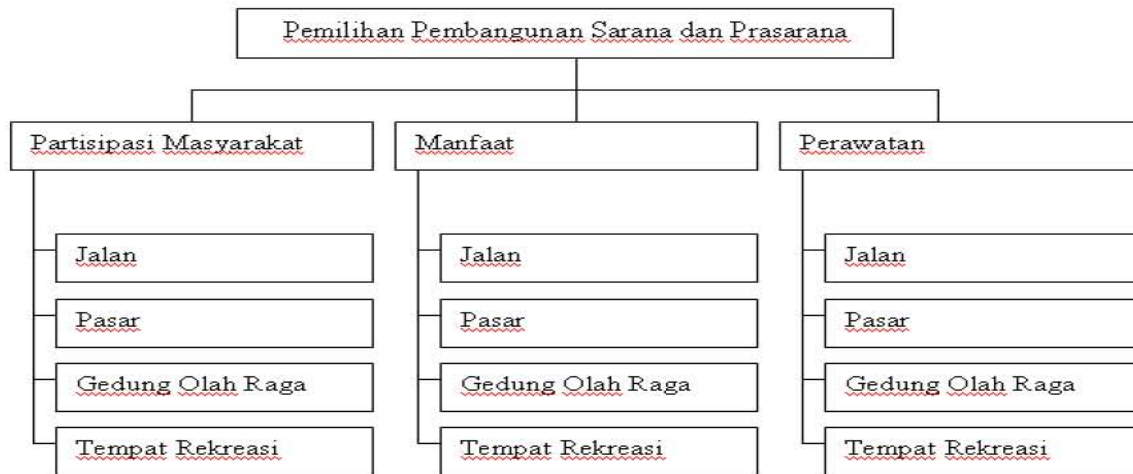 Pemilihan Pembangunan Sarana dan Prasarana
Partisipasi Masyarakat
Jalan
Pasar
Gedung Olah Raga
Tempat Rekreasi
Manfaat
Jalan
Pasar
Gedung Olah Raga
Tempat Rekreasi
Perawatan
Jalan
Pasar
Gedung Olah Raga
Tempat Rekreasi